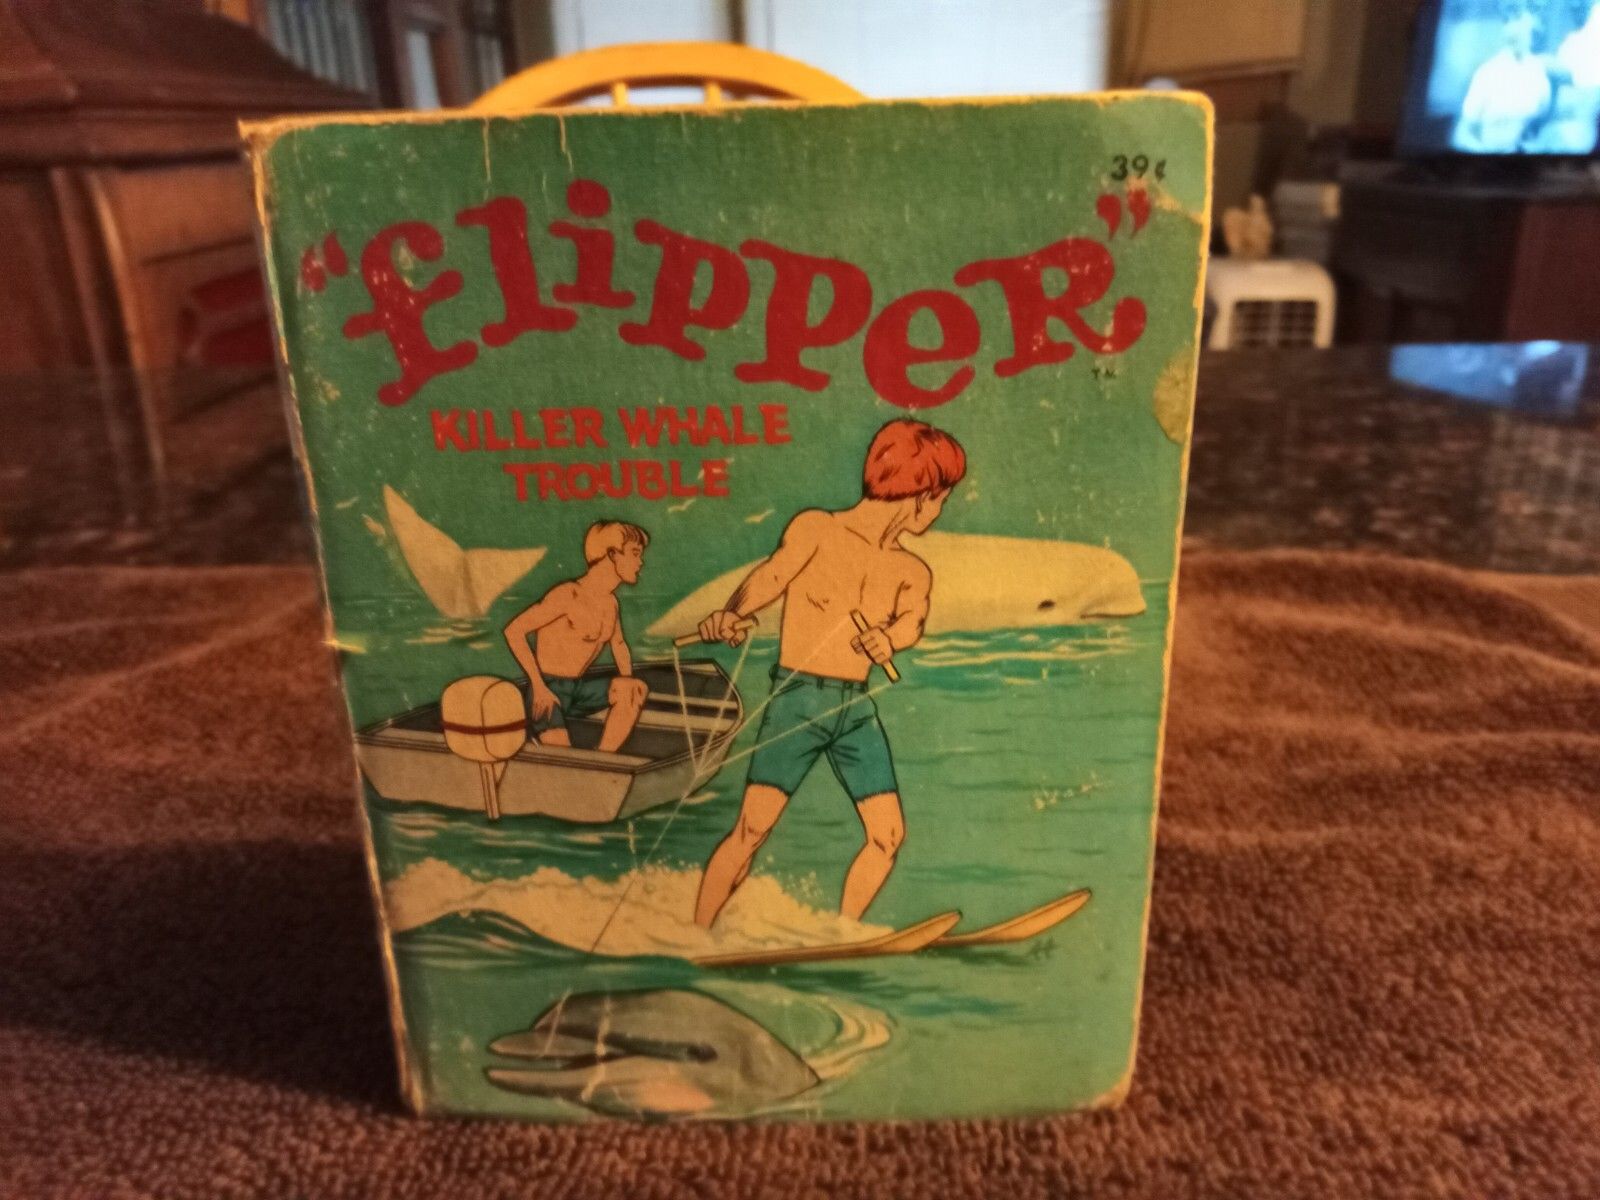 39¢
"flippeR"
TM
KILLER WHALE
TROUBLE